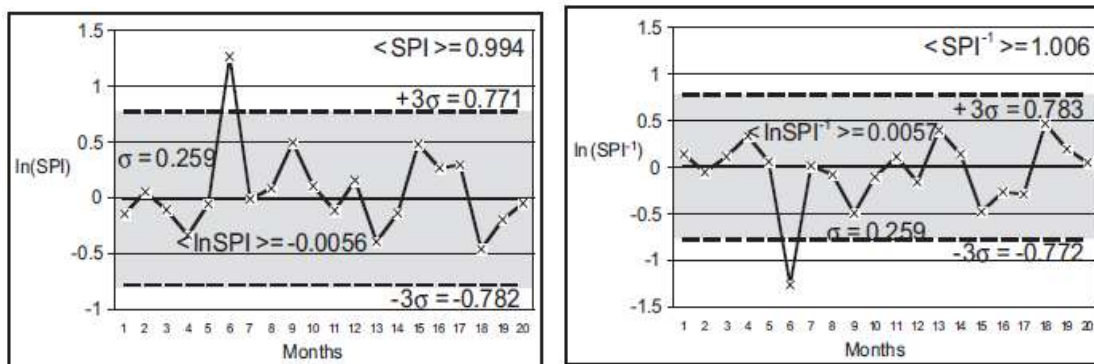 1.5
<SPI>=0.994
1
+3σ =0.771
0.5
σ =0.259
ln(SPI)
0
<lnSPI>=-0.0056
-0.5
-3σ =-0.782
-1
1 2 3 4 5 6 7 8 9 10 11 12 13 14 15 16 17 18 19 20
Months
1.5
<SPI⁻¹>=1.006
1
+3σ =0.783
0.5
<lnSPI⁻¹>=0.0057
ln(SPI⁻¹)
0
-0.5
σ =0.259
-3σ =-0.772
-1
-1.5
1 2 3 4 5 6 7 8 9 10 11 12 13 14 15 16 17 18 19 20
Months